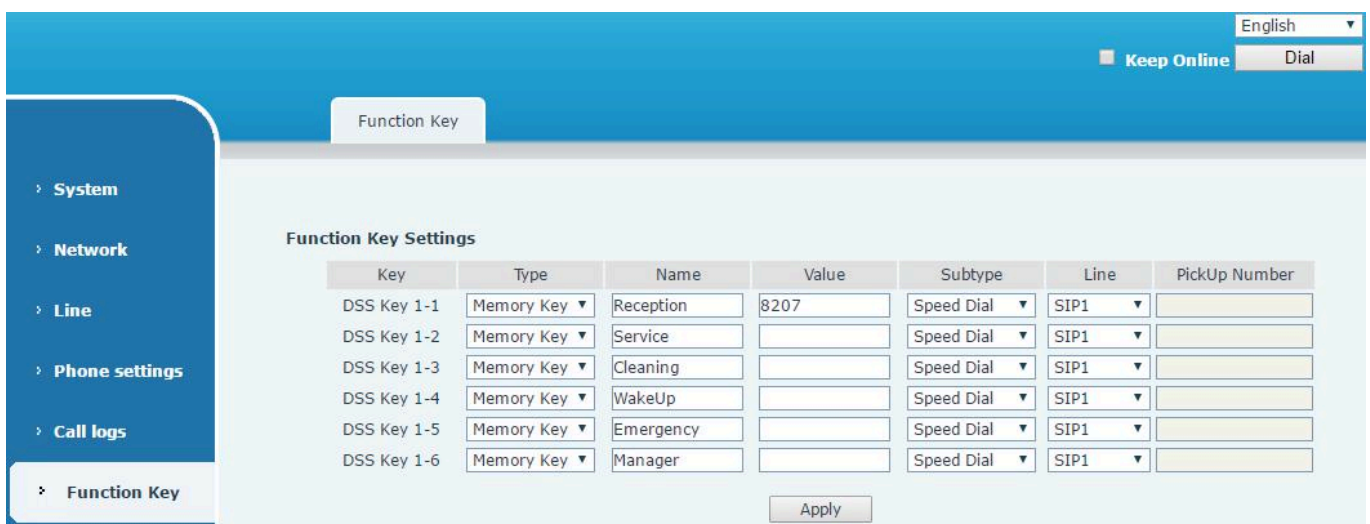 English
Keep Online Dial
Function Key
System
Network
Line
Phone settings
Call logs
Function Key
Function Key Settings
Key Type Name Value Subtype Line PickUp Number
DSS Key 1-1 Memory Key Reception 8207 Speed Dial SIP1
DSS Key 1-2 Memory Key Service Speed Dial SIP1
DSS Key 1-3 Memory Key Cleaning Speed Dial SIP1
DSS Key 1-4 Memory Key WakeUp Speed Dial SIP1
DSS Key 1-5 Memory Key Emergency Speed Dial SIP1
DSS Key 1-6 Memory Key Manager Speed Dial SIP1
Apply